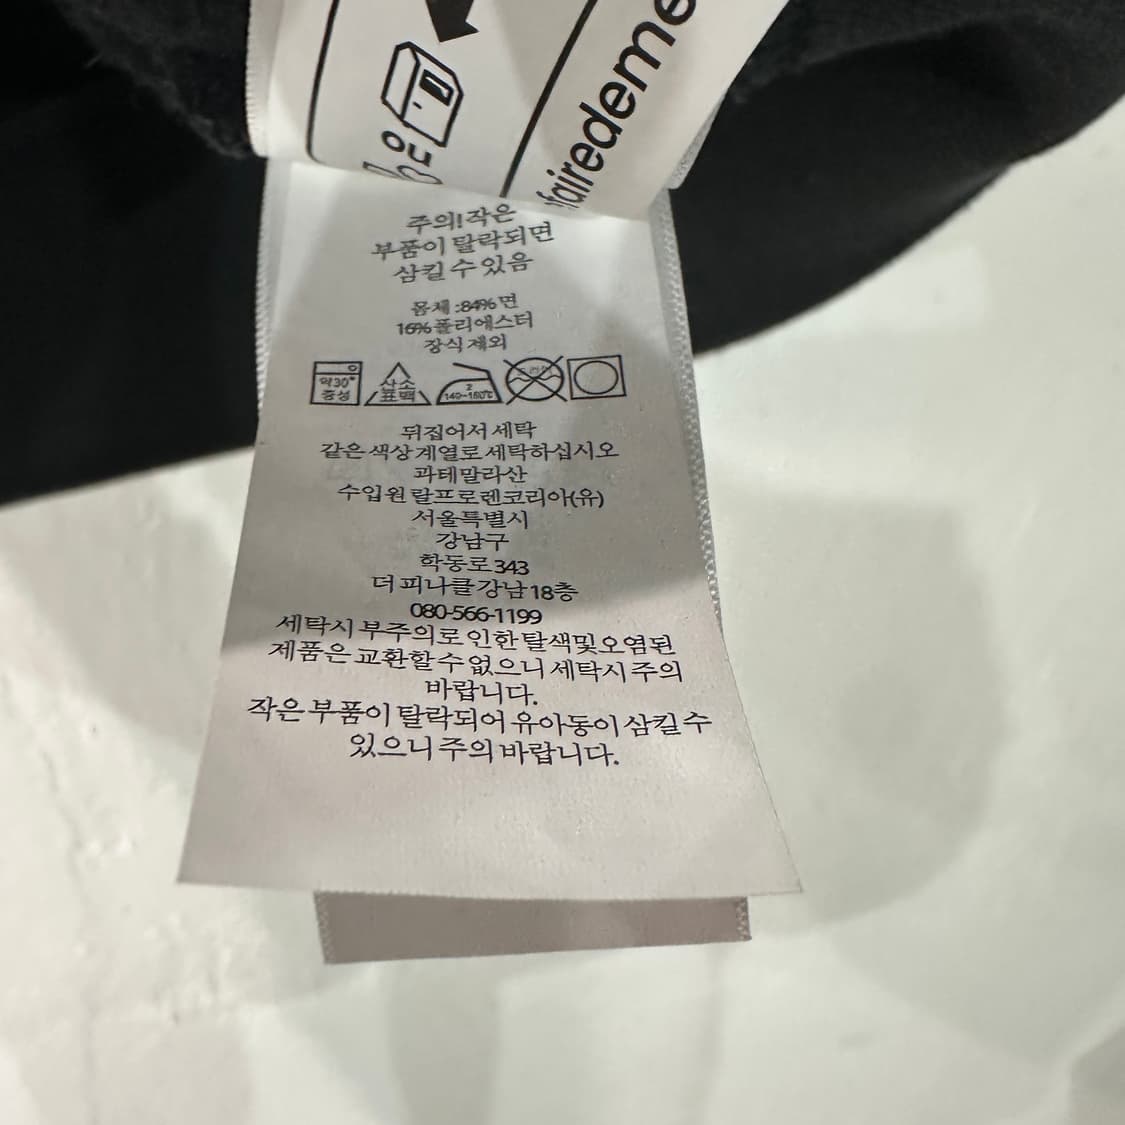 fairedeme
주의!작은
부품이 탈락되면
삼킬 수 있음
몸체 :84% 면
16% 폴리에스터
장식 제외
약30°
중성
산소
표백
2
140~160℃
드라이
뒤집어서 세탁
같은 색상 계열로 세탁하십시오
과테말라산
수입원 랄프로렌코리아(유)
서울특별시
강남구
학동로 343
더 피나클 강남 18층
080-566-1199
세탁시 부주의로 인한 탈색및오염된
제품은 교환할 수 없으니 세탁시 주의
바랍니다.
작은 부품이 탈락되어 유아동이 삼킬 수
있으니 주의 바랍니다.